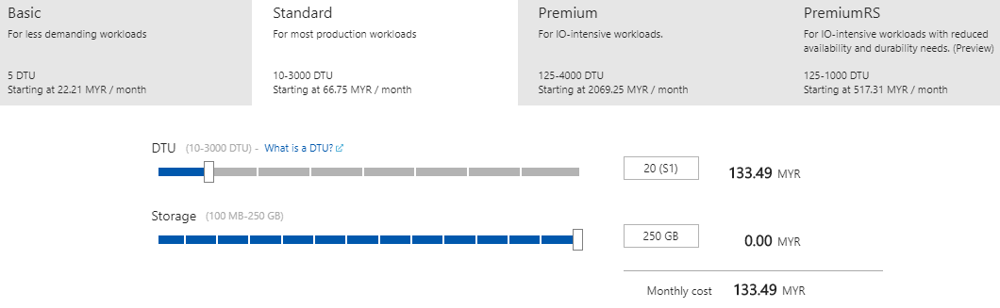 Basic
For less demanding workloads
5 DTU
Starting at 22.21 MYR / month
Standard
For most production workloads
10-3000 DTU
Starting at 66.75 MYR / month
Premium
For IO-intensive workloads.
125-4000 DTU
Starting at 2069.25 MYR / month
PremiumRS
For IO-intensive workloads with reduced
availability and durability needs. (Preview)
125-1000 DTU
Starting at 517.31 MYR / month
DTU (10-3000 DTU) - What is a DTU?
20 (S1) 133.49 MYR
Storage (100 MB-250 GB)
250 GB 0.00 MYR
Monthly cost 133.49 MYR